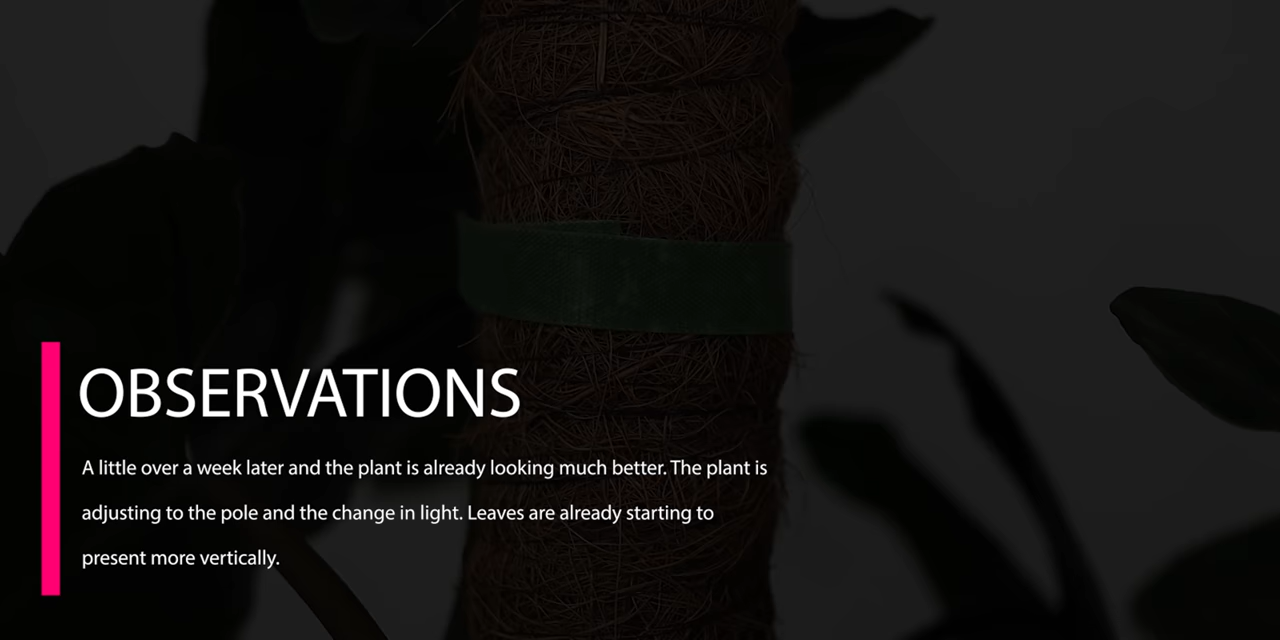 OBSERVATIONS
A little over a week later and the plant is already looking much better. The plant is
adjusting to the pole and the change in light. Leaves are already starting to
present more vertically.